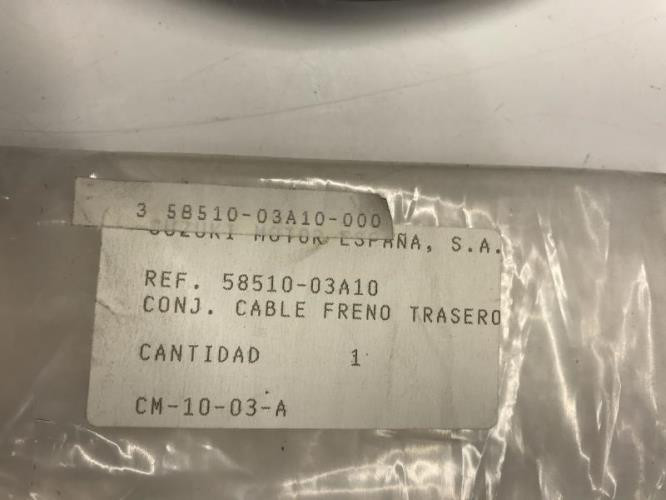 3 58510-03A10-000
SUZUKI MOTOR ESPAÑA, S.A.
REF. 58510-03A10
CONJ. CABLE FRENO TRASERO
CANTIDAD 1
CM-10-03-A